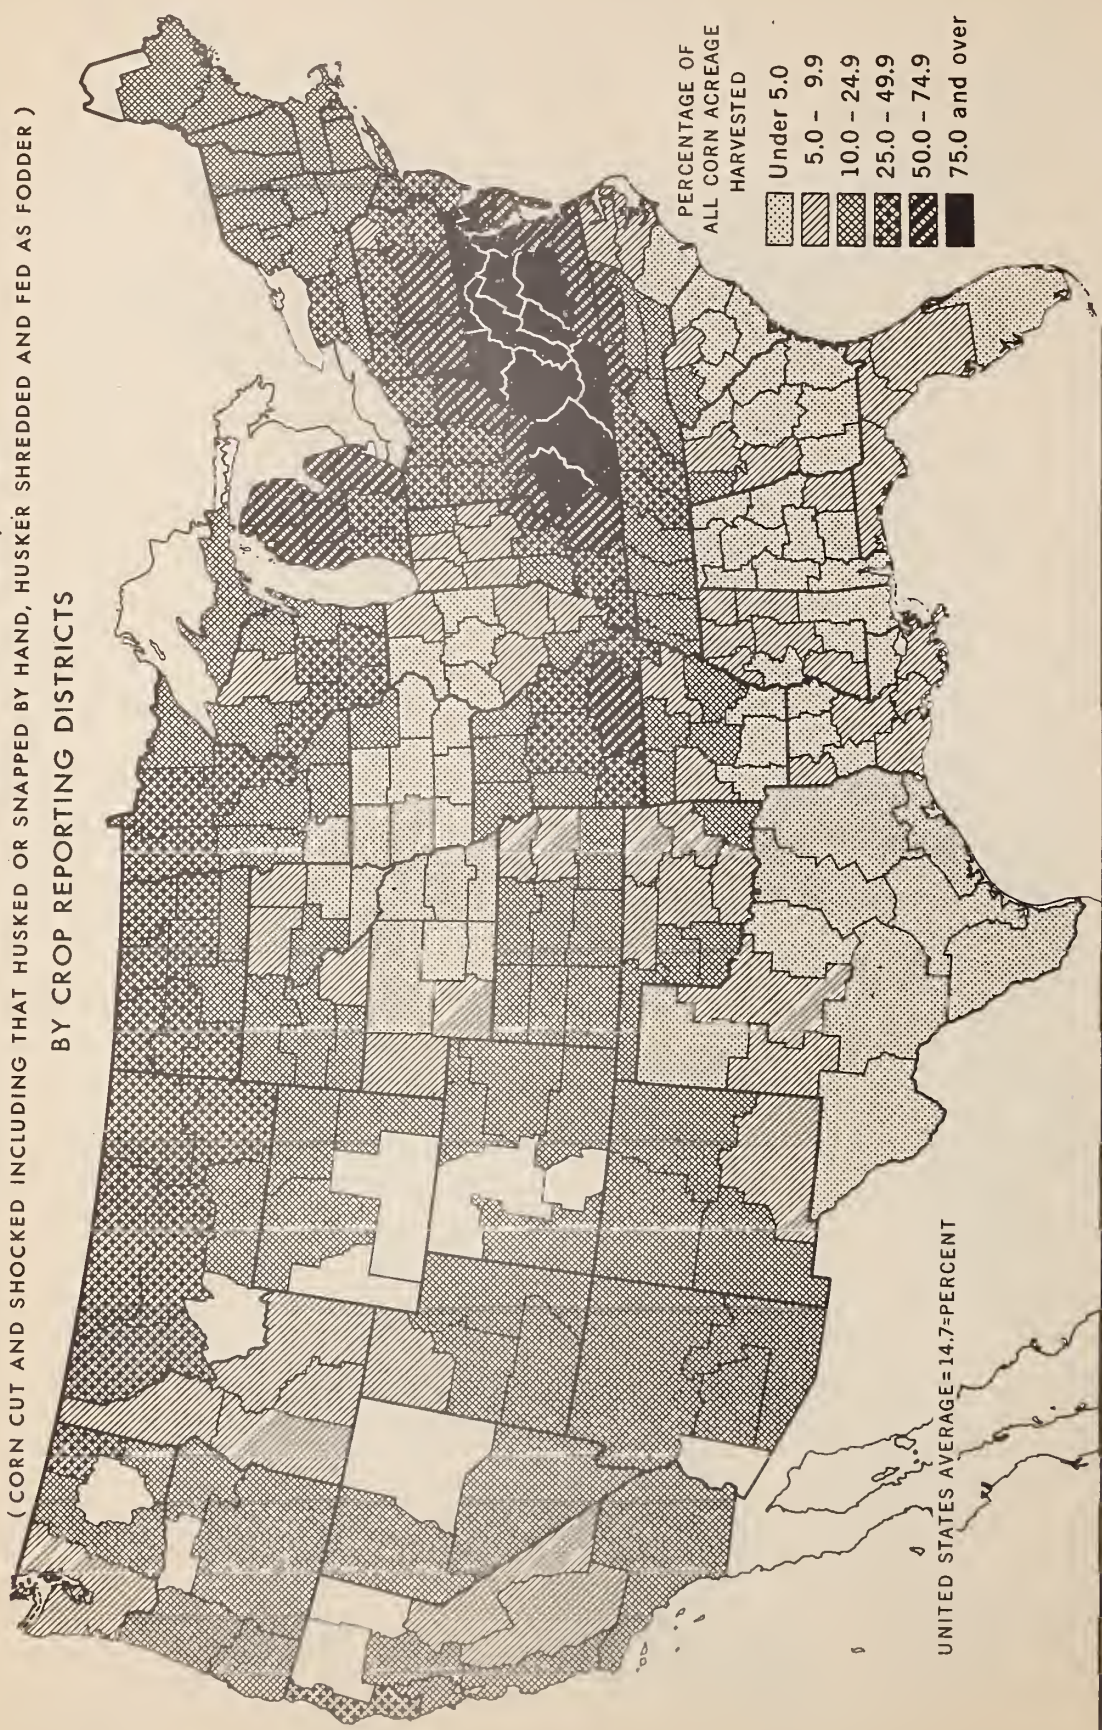 ( CORN CUT AND SHOCKED INCLUDING THAT HUSKED OR SNAPPED BY HAND, HUSKER SHREDDED AND FED AS FODDER )
BY CROP REPORTING DISTRICTS
PERCENTAGE OF
ALL CORN ACREAGE
HARVESTED
Under 5.0
5.0 - 9.9
10.0 - 24.9
25.0 - 49.9
50.0 - 74.9
75.0 and over
UNITED STATES AVERAGE = 14.7=PERCENT